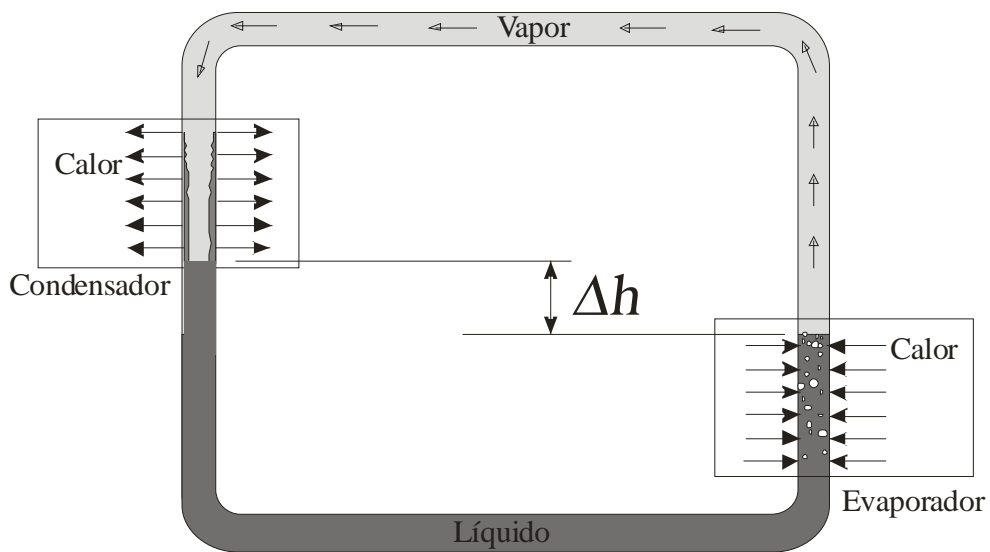 Vapor
Calor
Condensador
Δh
Calor
Evaporador
Líquido